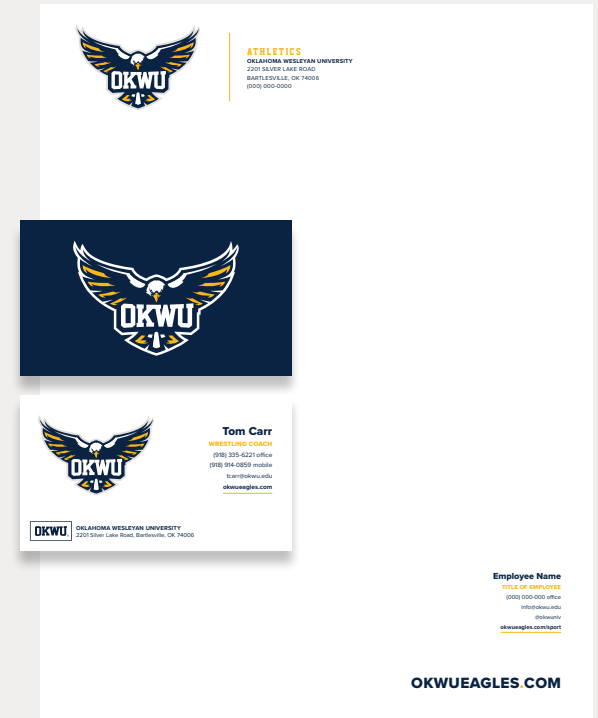 OKWU
ATHLETICS
OKLAHOMA WESLEYAN UNIVERSITY
2201 SILVER LAKE ROAD
BARTLESVILLE, OK 74006
(000) 000-0000
OKWU
OKWU
Tom Carr
WRESTLING COACH
(918) 335-6221 office
(918) 914-0859 mobile
tcarr@okwu.edu
okwueagles.com
OKWU
OKLAHOMA WESLEYAN UNIVERSITY
2201 Silver Lake Road, Bartlesville, OK 74006
Employee Name
TITLE OF EMPLOYEE
(000) 000-000 office
info@okwu.edu
@okwuniv
okwueagles.com/sport
OKWUEAGLES.COM